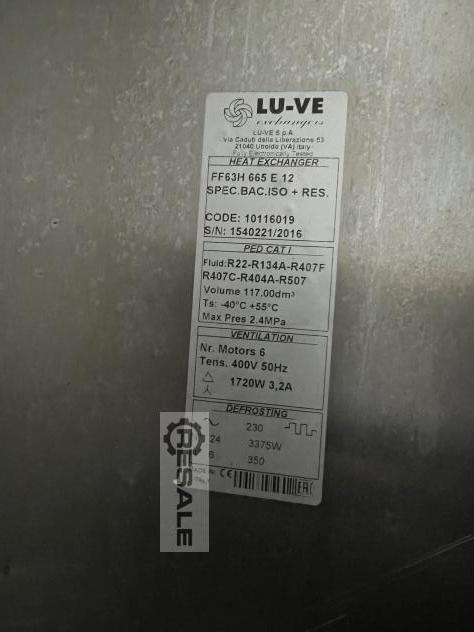 LU-VE
exchangers
LU-VE S.p.A.
Via Caduti della Liberazione 53
21040 Uboldo (VA) Italy
Fully Electronically Tested
HEAT EXCHANGER
FF63H 665 E 12
SPEC.BAC.ISO + RES.
CODE: 10116019
S/N: 1540221/2016
PED CAT I
Fluid:R22-R134A-R407F
R407C-R404A-R507
Volume 117.00dm³
Ts: -40°C +55°C
Max Pres 2.4MPa
VENTILATION
Nr. Motors 6
Tens. 400V 50Hz
1720W 3,2A
DEFROSTING
230
24 3375W
6 350
CE EAC
RESALE